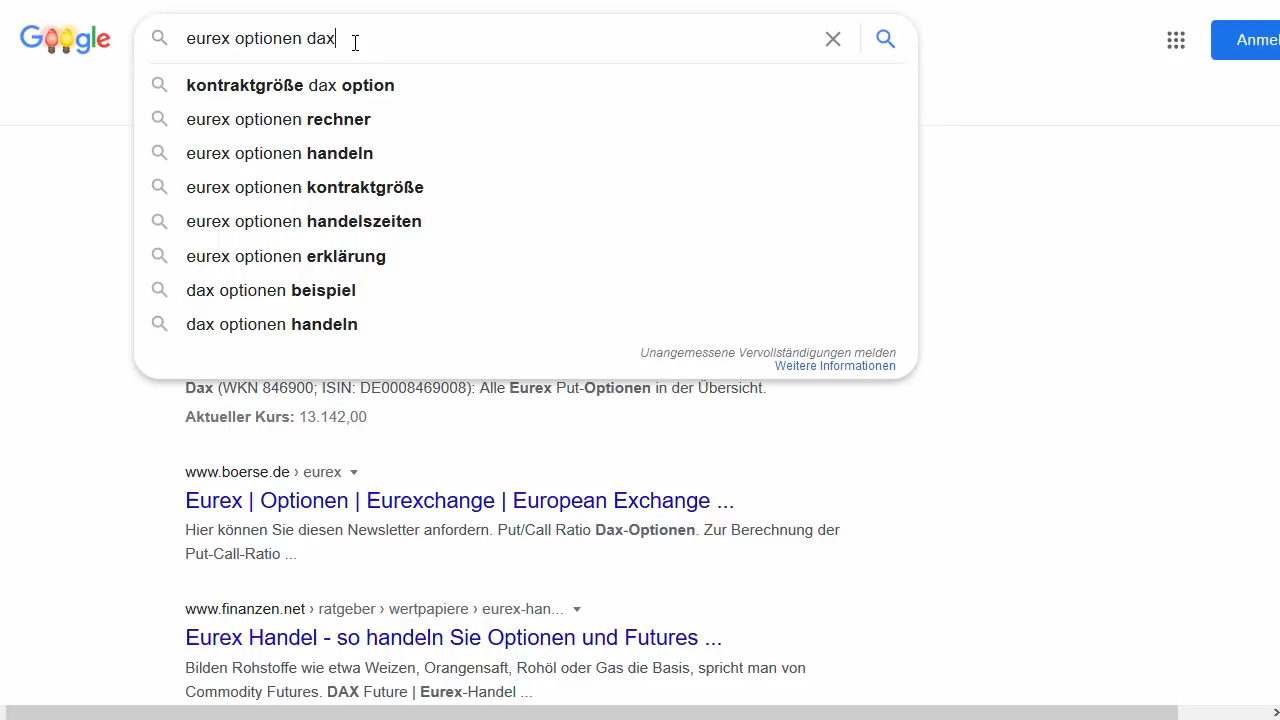 Google
eurex optionen dax
Anmel
kontraktgröße dax option
eurex optionen rechner
eurex optionen handeln
eurex optionen kontraktgröße
eurex optionen handelszeiten
eurex optionen erklärung
dax optionen beispiel
dax optionen handeln
Unangemessene Vervollständigungen melden
Weitere Informationen
Dax (WKN 846900; ISIN: DE0008469008): Alle Eurex Put-Optionen in der Übersicht.
Aktueller Kurs: 13.142,00
www.boerse.de › eurex
Eurex | Optionen | Eurexchange | European Exchange ...
Hier können Sie diesen Newsletter anfordern. Put/Call Ratio Dax-Optionen. Zur Berechnung der
Put-Call-Ratio ...
www.finanzen.net › ratgeber › wertpapiere › eurex-han...
Eurex Handel - so handeln Sie Optionen und Futures ...
Bilden Rohstoffe wie etwa Weizen, Orangensaft, Rohöl oder Gas die Basis, spricht man von
Commodity Futures. DAX Future | Eurex-Handel ...